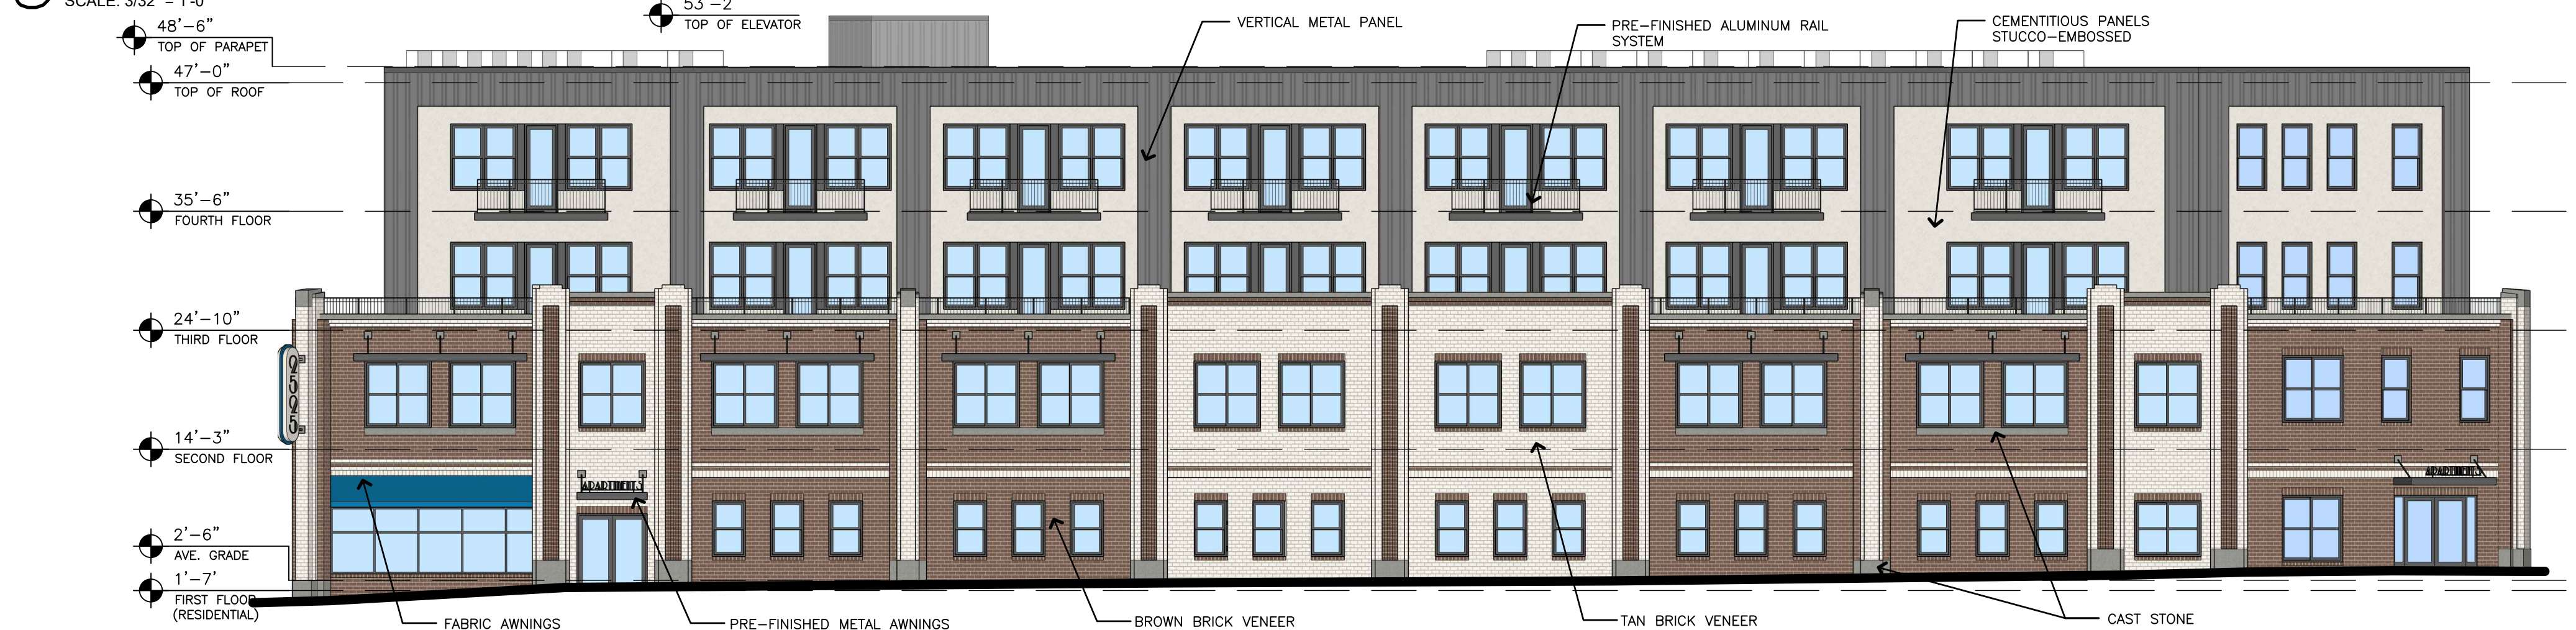 SCALE: 3/32" = 1'-0"
53'-2"
TOP OF ELEVATOR
48'-6"
TOP OF PARAPET
VERTICAL METAL PANEL
PRE-FINISHED ALUMINUM RAIL
SYSTEM
CEMENTITIOUS PANELS
STUCCO-EMBOSSED
47'-0"
TOP OF ROOF
35'-6"
FOURTH FLOOR
24'-10"
THIRD FLOOR
2525
14'-3"
SECOND FLOOR
APARTMENTS
APARTMENTS
2'-6"
AVE. GRADE
1'-7'
FIRST FLOOR
(RESIDENTIAL)
FABRIC AWNINGS
PRE-FINISHED METAL AWNINGS
BROWN BRICK VENEER
TAN BRICK VENEER
CAST STONE